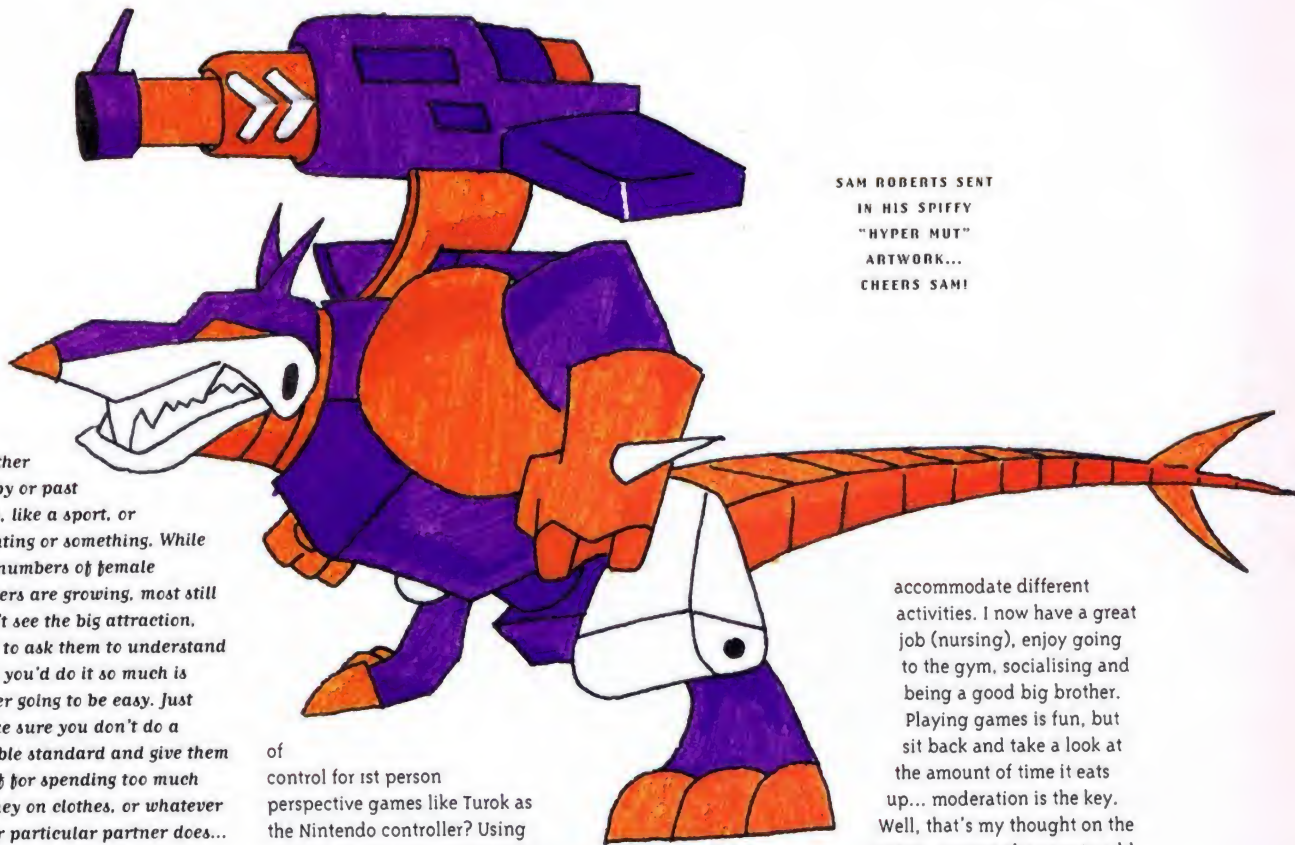 SAM ROBERTS SENT
IN HIS SPIFFY
"HYPER MUT"
ARTWORK...
CHEERS SAM!
ther
by or past
, like a sport, or
ting or something. While
numbers of female
ers are growing, most still
't see the big attraction,
to ask them to understand
you'd do it so much is
er going to be easy. Just
e sure you don't do a
ble standard and give them
f for spending too much
ey on clothes, or whatever
r particular partner does...
of
control for 1st person
perspective games like Turok as
the Nintendo controller? Using
accommodate different
activities. I now have a great
job (nursing), enjoy going
to the gym, socialising and
being a good big brother.
Playing games is fun, but
sit back and take a look at
the amount of time it eats
up... moderation is the key.
Well, that's my thought on the